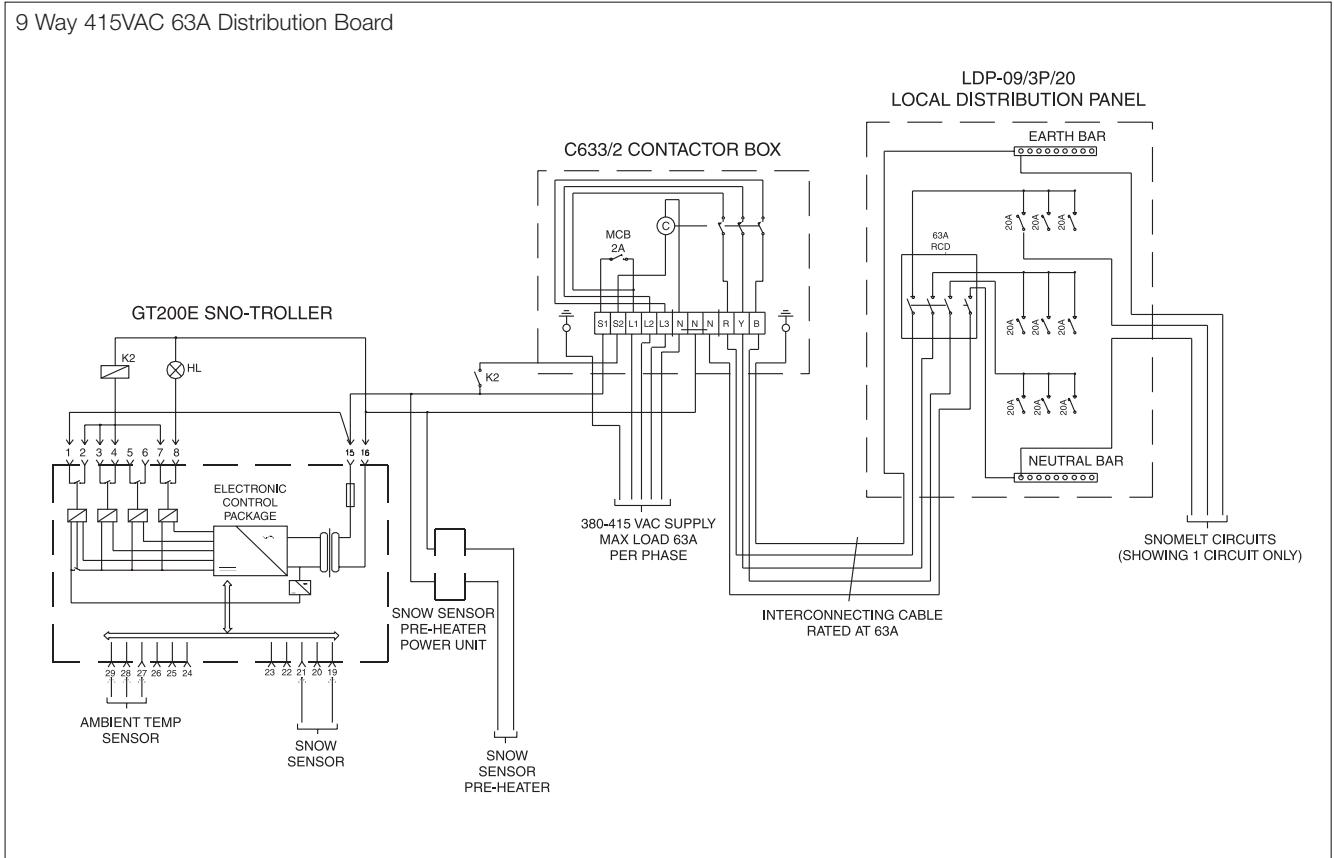 9 Way 415VAC 63A Distribution Board
LDP-09/3P/20
LOCAL DISTRIBUTION PANEL
EARTH BAR
C633/2 CONTACTOR BOX
C
MCB
2A
20A 20A 20A
63A
RCD
S1 S2 L1 L2 L3 N N N R Y B
20A 20A 20A
GT200E SNO-TROLLER
K2
HL
K2
20A 20A 20A
1 2 3 4 5 6 7 8 15 16
NEUTRAL BAR
ELECTRONIC
CONTROL
PACKAGE
380-415 VAC SUPPLY
MAX LOAD 63A
PER PHASE
SNOMELT CIRCUITS
(SHOWING 1 CIRCUIT ONLY)
SNOW SENSOR
PRE-HEATER
POWER UNIT
INTERCONNECTING CABLE
RATED AT 63A
29 28 27 26 25 24 23 22 21 20 19
AMBIENT TEMP
SENSOR
SNOW
SENSOR
SNOW
SENSOR
PRE-HEATER